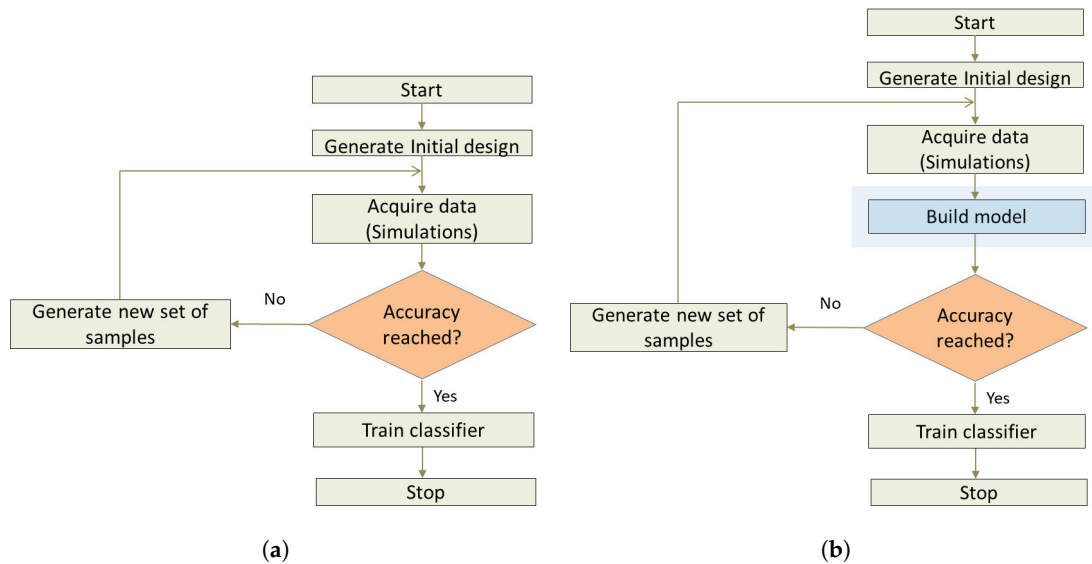 Start
Generate Initial design
Acquire data
(Simulations)
Accuracy
reached?
No
Generate new set of
samples
Yes
Train classifier
Stop
(a)
Start
Generate Initial design
Acquire data
(Simulations)
Build model
Accuracy
reached?
No
Generate new set of
samples
Yes
Train classifier
Stop
(b)